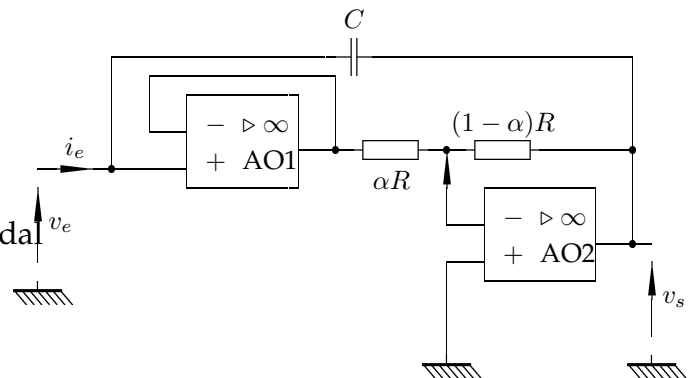 C
(1 − α)R
− ▷ ∞
+ AO1
i_e
αR
− ▷ ∞
+ AO2
v_e
dal
v_s